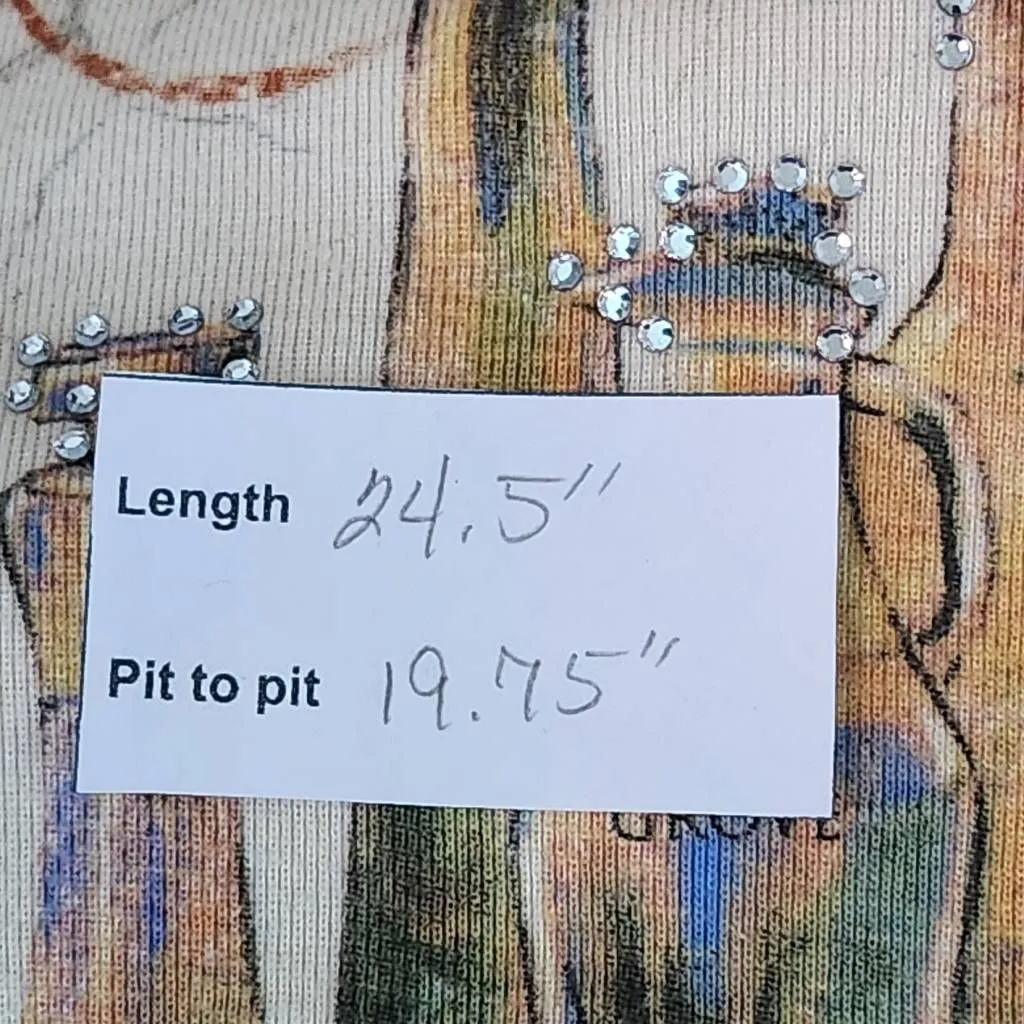 Length 24.5"
Pit to pit 19.75"